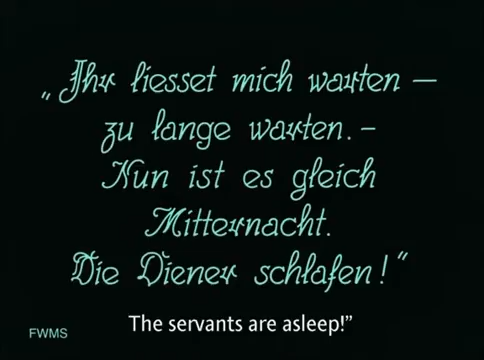 „Ihr liesset mich warten —
zu lange warten. –
Nun ist es gleich
Mitternacht.
Die Diener schlafen!“
The servants are asleep!”
FWMS